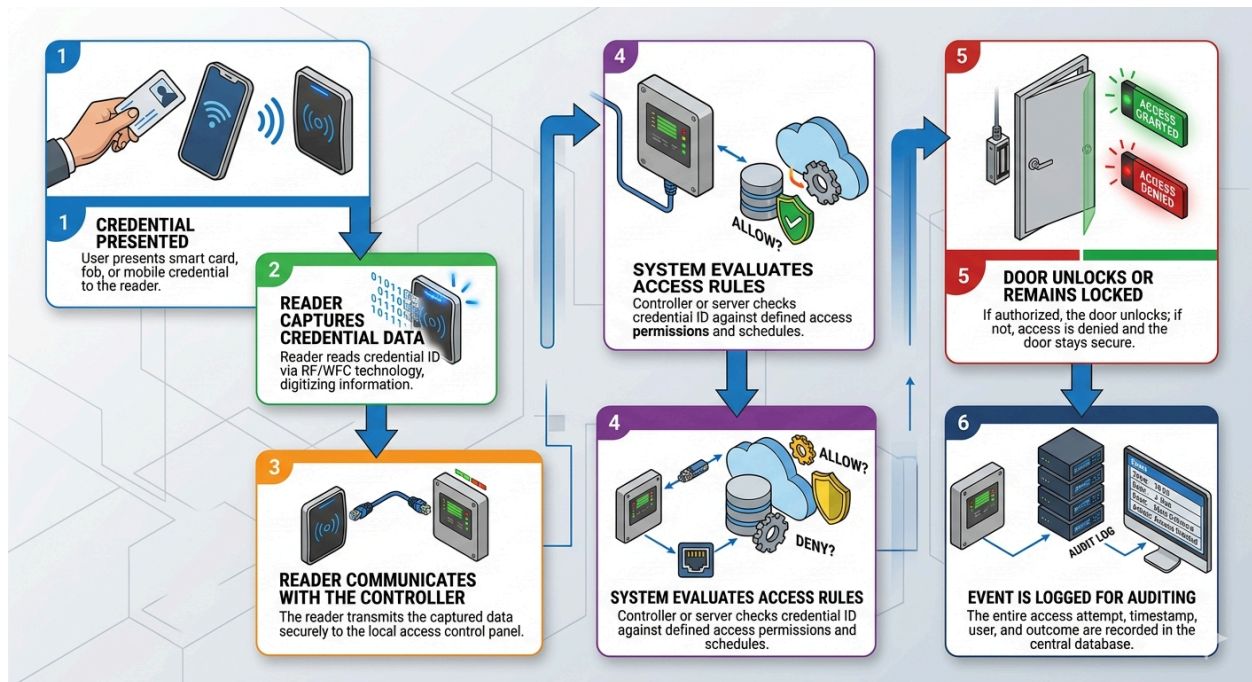 1
1
CREDENTIAL
PRESENTED
User presents smart card,
fob, or mobile credential
to the reader.
2
READER
CAPTURES
CREDENTIAL DATA
Reader reads credential ID
via RF/WFC technology,
digitizing information.
3
READER COMMUNICATES
WITH THE CONTROLLER
The reader transmits the captured data
securely to the local access control panel.
4
ALLOW?
SYSTEM EVALUATES
ACCESS RULES
Controller or server checks
credential ID against defined access
permissions and schedules.
4
ALLOW?
DENY?
SYSTEM EVALUATES ACCESS RULES
Controller or server checks credential ID
against defined access permissions and
schedules.
5
ACCESS
GRANTED
ACCESS
DENIED
5
DOOR UNLOCKS OR
REMAINS LOCKED
If authorized, the door unlocks; if
not, access is denied and the
door stays secure.
6
AUDIT LOG
EVENT IS LOGGED FOR AUDITING
The entire access attempt, timestamp,
user, and outcome are recorded in the
central database.